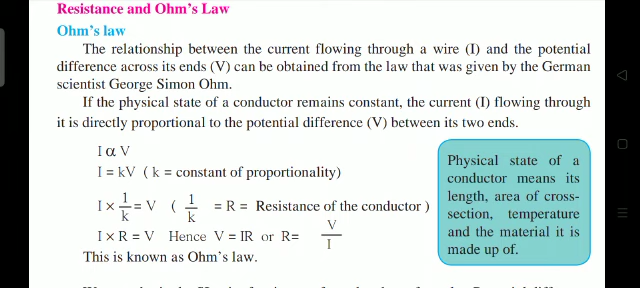 Resistance and Ohm's Law
Ohm's law
The relationship between the current flowing through a wire (I) and the potential
difference across its ends (V) can be obtained from the law that was given by the German
scientist George Simon Ohm.
If the physical state of a conductor remains constant, the current (I) flowing through
it is directly proportional to the potential difference (V) between its two ends.
I α V
I = kV ( k = constant of proportionality)
I × 1/k = V ( 1/k = R = Resistance of the conductor )
I × R = V Hence V = IR or R= V/I
This is known as Ohm's law.
Physical state of a
conductor means its
length, area of cross-
section, temperature
and the material it is
made up of.